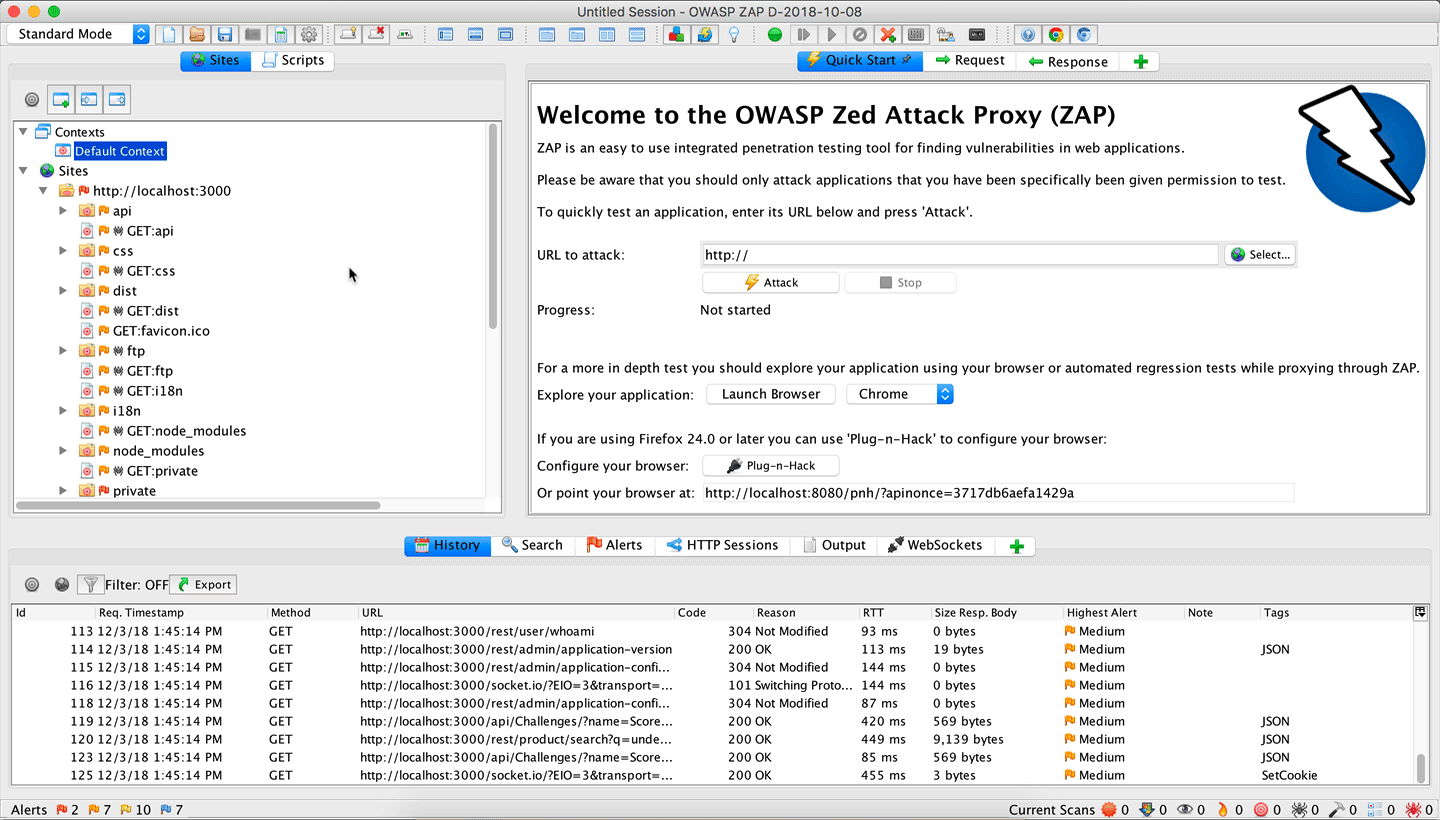 Untitled Session - OWASP ZAP D-2018-10-08
Standard Mode
Sites Scripts
Quick Start Request Response
Contexts
Default Context
Sites
http://localhost:3000
api
GET:api
css
GET:css
dist
GET:dist
GET:favicon.ico
ftp
GET:ftp
GET:i18n
i18n
GET:node_modules
node_modules
GET:private
private
Welcome to the OWASP Zed Attack Proxy (ZAP)
ZAP is an easy to use integrated penetration testing tool for finding vulnerabilities in web applications.
Please be aware that you should only attack applications that you have been specifically been given permission to test.
To quickly test an application, enter its URL below and press 'Attack'.
URL to attack: http:// Select...
Attack Stop
Progress: Not started
For a more in depth test you should explore your application using your browser or automated regression tests while proxying through ZAP.
Explore your application: Launch Browser Chrome
If you are using Firefox 24.0 or later you can use 'Plug-n-Hack' to configure your browser:
Configure your browser: Plug-n-Hack
Or point your browser at: http://localhost:8080/pnh/?apinonce=3717db6aefa1429a
History Search Alerts HTTP Sessions Output WebSockets
Filter: OFF Export
Id Req. Timestamp Method URL Code Reason RTT Size Resp. Body Highest Alert Note Tags
113 12/3/18 1:45:14 PM GET http://localhost:3000/rest/user/whoami 304 Not Modified 93 ms 0 bytes Medium
114 12/3/18 1:45:14 PM GET http://localhost:3000/rest/admin/application-version 200 OK 113 ms 19 bytes Medium JSON
115 12/3/18 1:45:14 PM GET http://localhost:3000/rest/admin/application-confi... 304 Not Modified 144 ms 0 bytes Medium
116 12/3/18 1:45:14 PM GET http://localhost:3000/socket.io/?EIO=3&transport=... 101 Switching Proto... 144 ms 0 bytes Medium
118 12/3/18 1:45:14 PM GET http://localhost:3000/rest/admin/application-confi... 304 Not Modified 87 ms 0 bytes Medium
119 12/3/18 1:45:14 PM GET http://localhost:3000/api/Challenges/?name=Score... 200 OK 420 ms 569 bytes Medium JSON
120 12/3/18 1:45:14 PM GET http://localhost:3000/rest/product/search?q=unde... 200 OK 449 ms 9,139 bytes Medium JSON
123 12/3/18 1:45:14 PM GET http://localhost:3000/api/Challenges/?name=Score... 200 OK 85 ms 569 bytes Medium JSON
125 12/3/18 1:45:14 PM GET http://localhost:3000/socket.io/?EIO=3&transport=... 200 OK 455 ms 3 bytes Medium SetCookie
Alerts 2 7 10 7 Current Scans 0 0 0 0 0 0 0 0 0